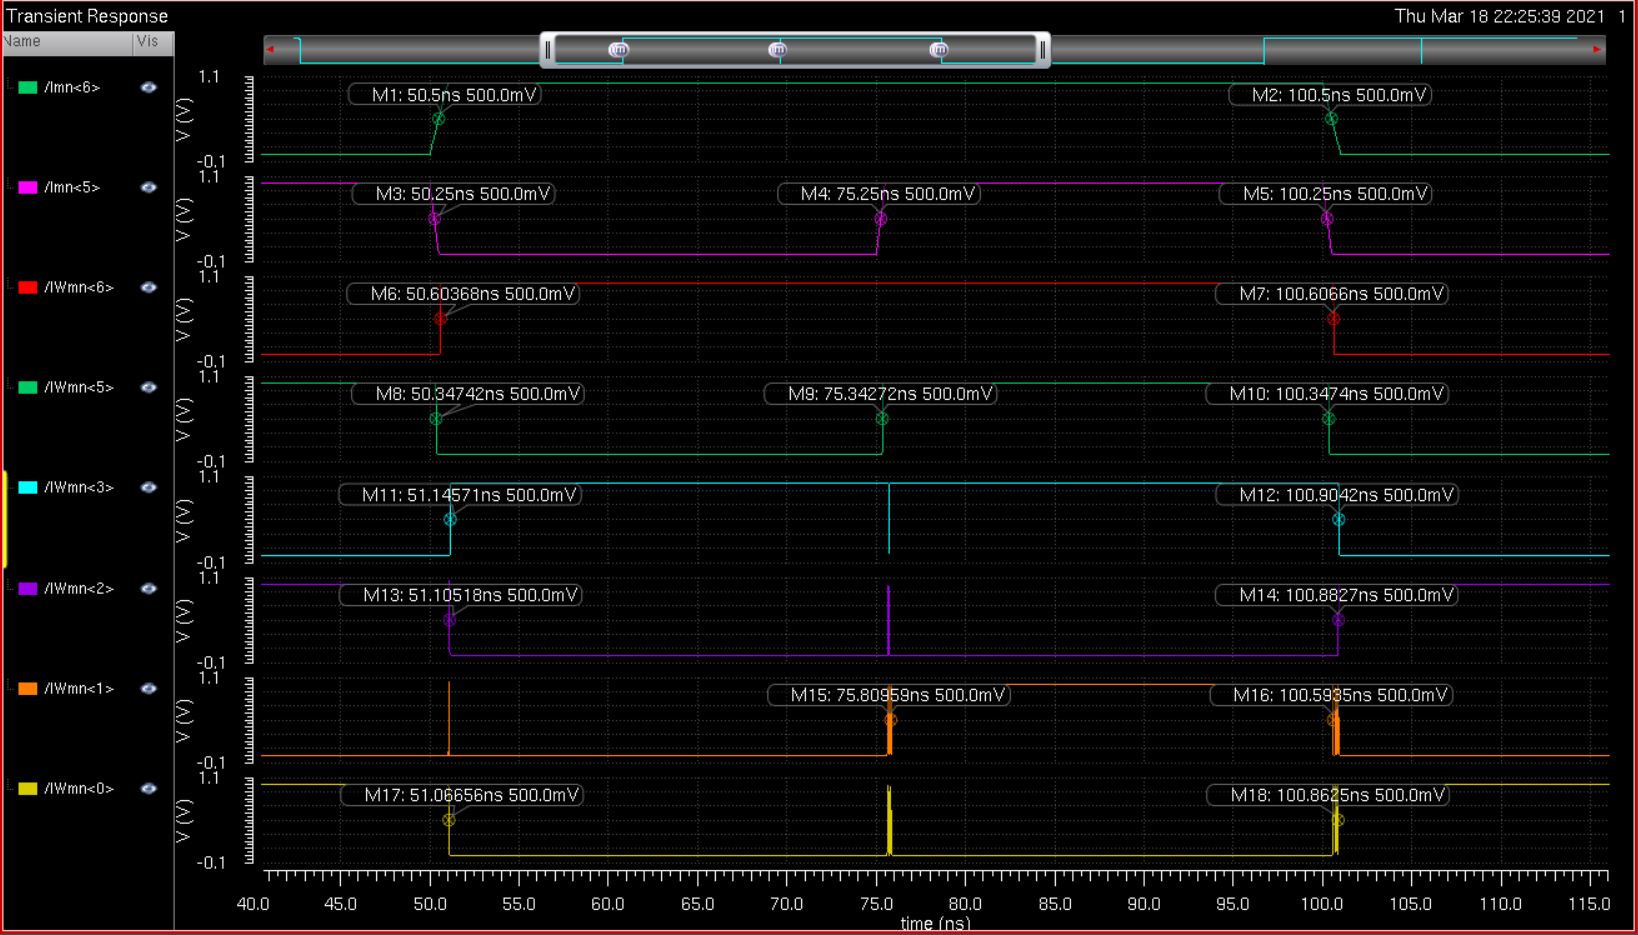 Transient Response
Thu Mar 18 22:25:39 2021 1
Name Vis
/Imn<6>
V (V)
1.1
-0.1
M1: 50.5ns 500.0mV
M2: 100.5ns 500.0mV
/Imn<5>
V (V)
1.1
-0.1
M3: 50.25ns 500.0mV
M4: 75.25ns 500.0mV
M5: 100.25ns 500.0mV
/IWmn<6>
V (V)
1.1
-0.1
M6: 50.60368ns 500.0mV
M7: 100.6066ns 500.0mV
/IWmn<5>
V (V)
1.1
-0.1
M8: 50.34742ns 500.0mV
M9: 75.34272ns 500.0mV
M10: 100.3474ns 500.0mV
/IWmn<3>
V (V)
1.1
-0.1
M11: 51.14571ns 500.0mV
M12: 100.9042ns 500.0mV
/IWmn<2>
V (V)
1.1
-0.1
M13: 51.10518ns 500.0mV
M14: 100.8827ns 500.0mV
/IWmn<1>
V (V)
1.1
-0.1
M15: 75.80959ns 500.0mV
M16: 100.5935ns 500.0mV
/IWmn<0>
V (V)
1.1
-0.1
M17: 51.06656ns 500.0mV
M18: 100.8625ns 500.0mV
40.0 45.0 50.0 55.0 60.0 65.0 70.0 75.0 80.0 85.0 90.0 95.0 100.0 105.0 110.0 115.0
time (ns)